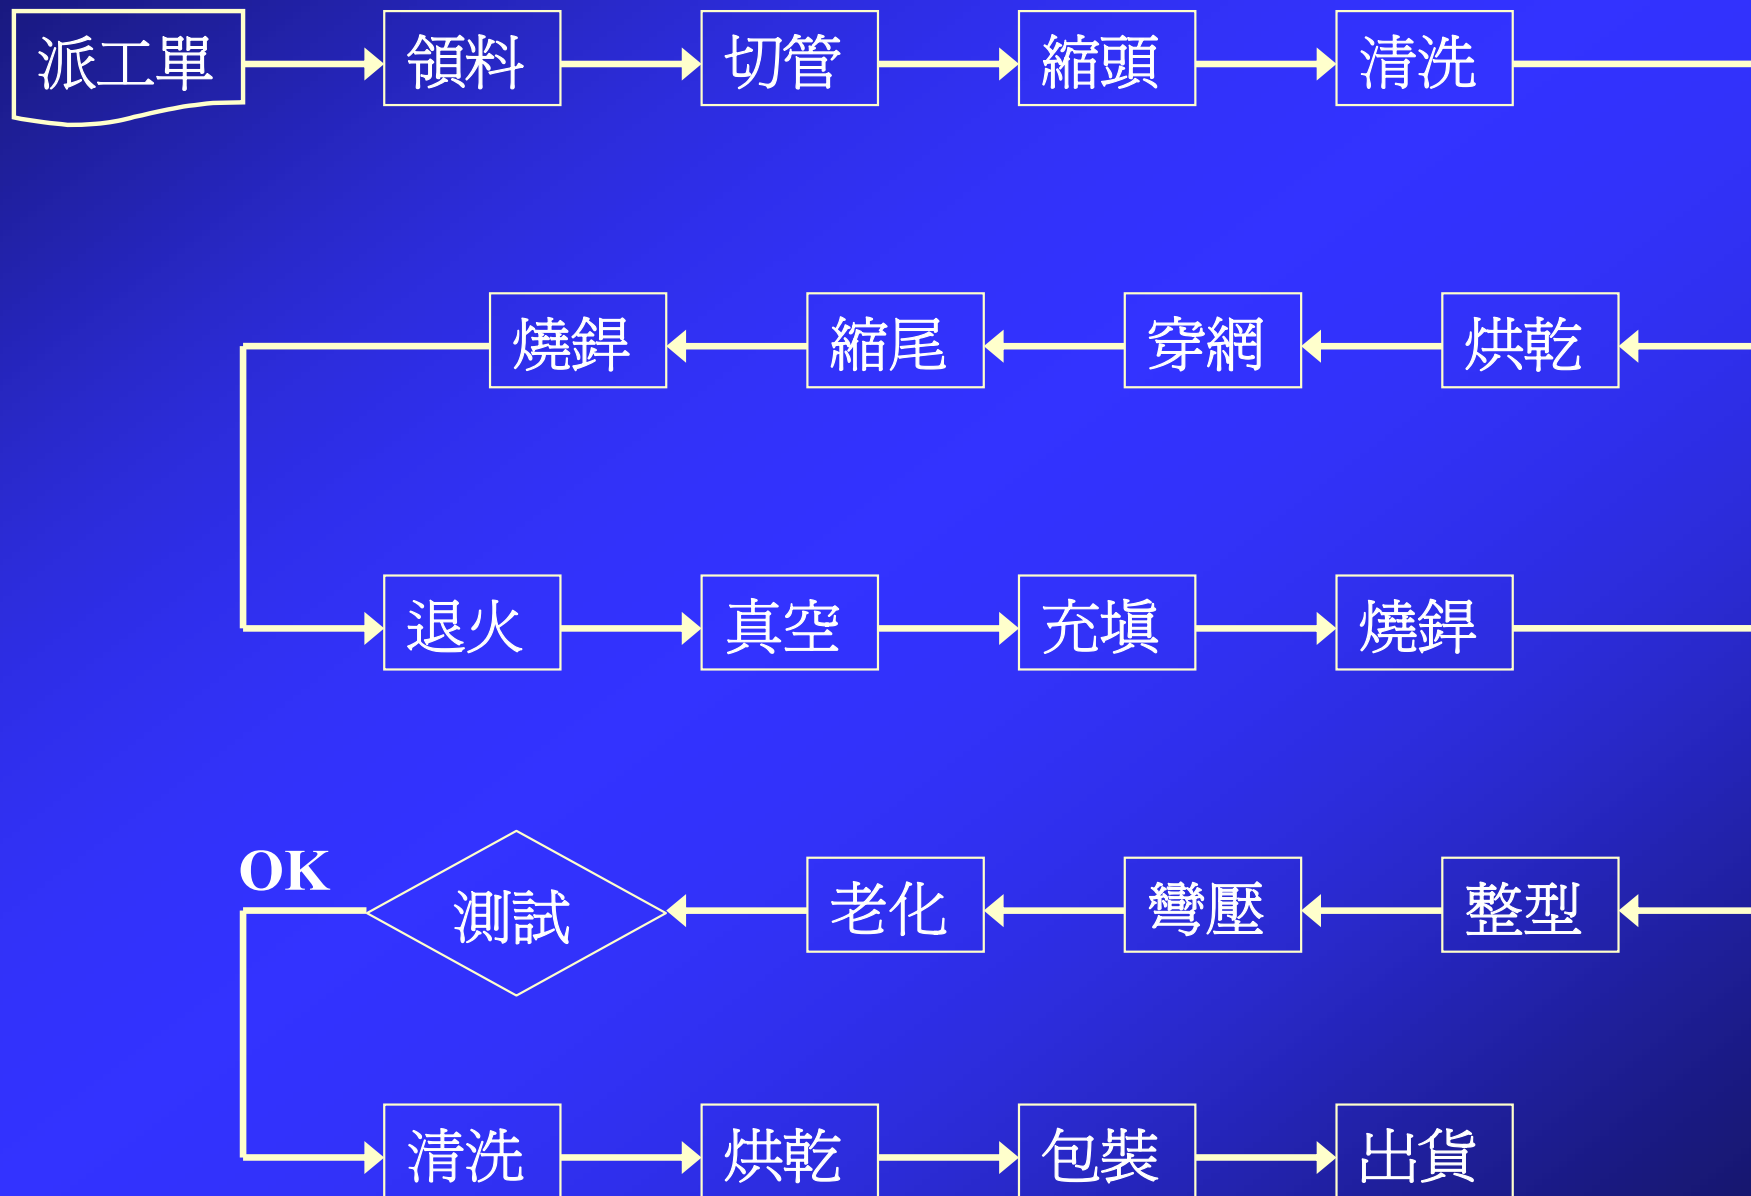 派工單 領料 切管 縮頭 清洗
燒銲 縮尾 穿網 烘乾
退火 真空 充填 燒銲
OK 測試 老化 彎壓 整型
清洗 烘乾 包裝 出貨